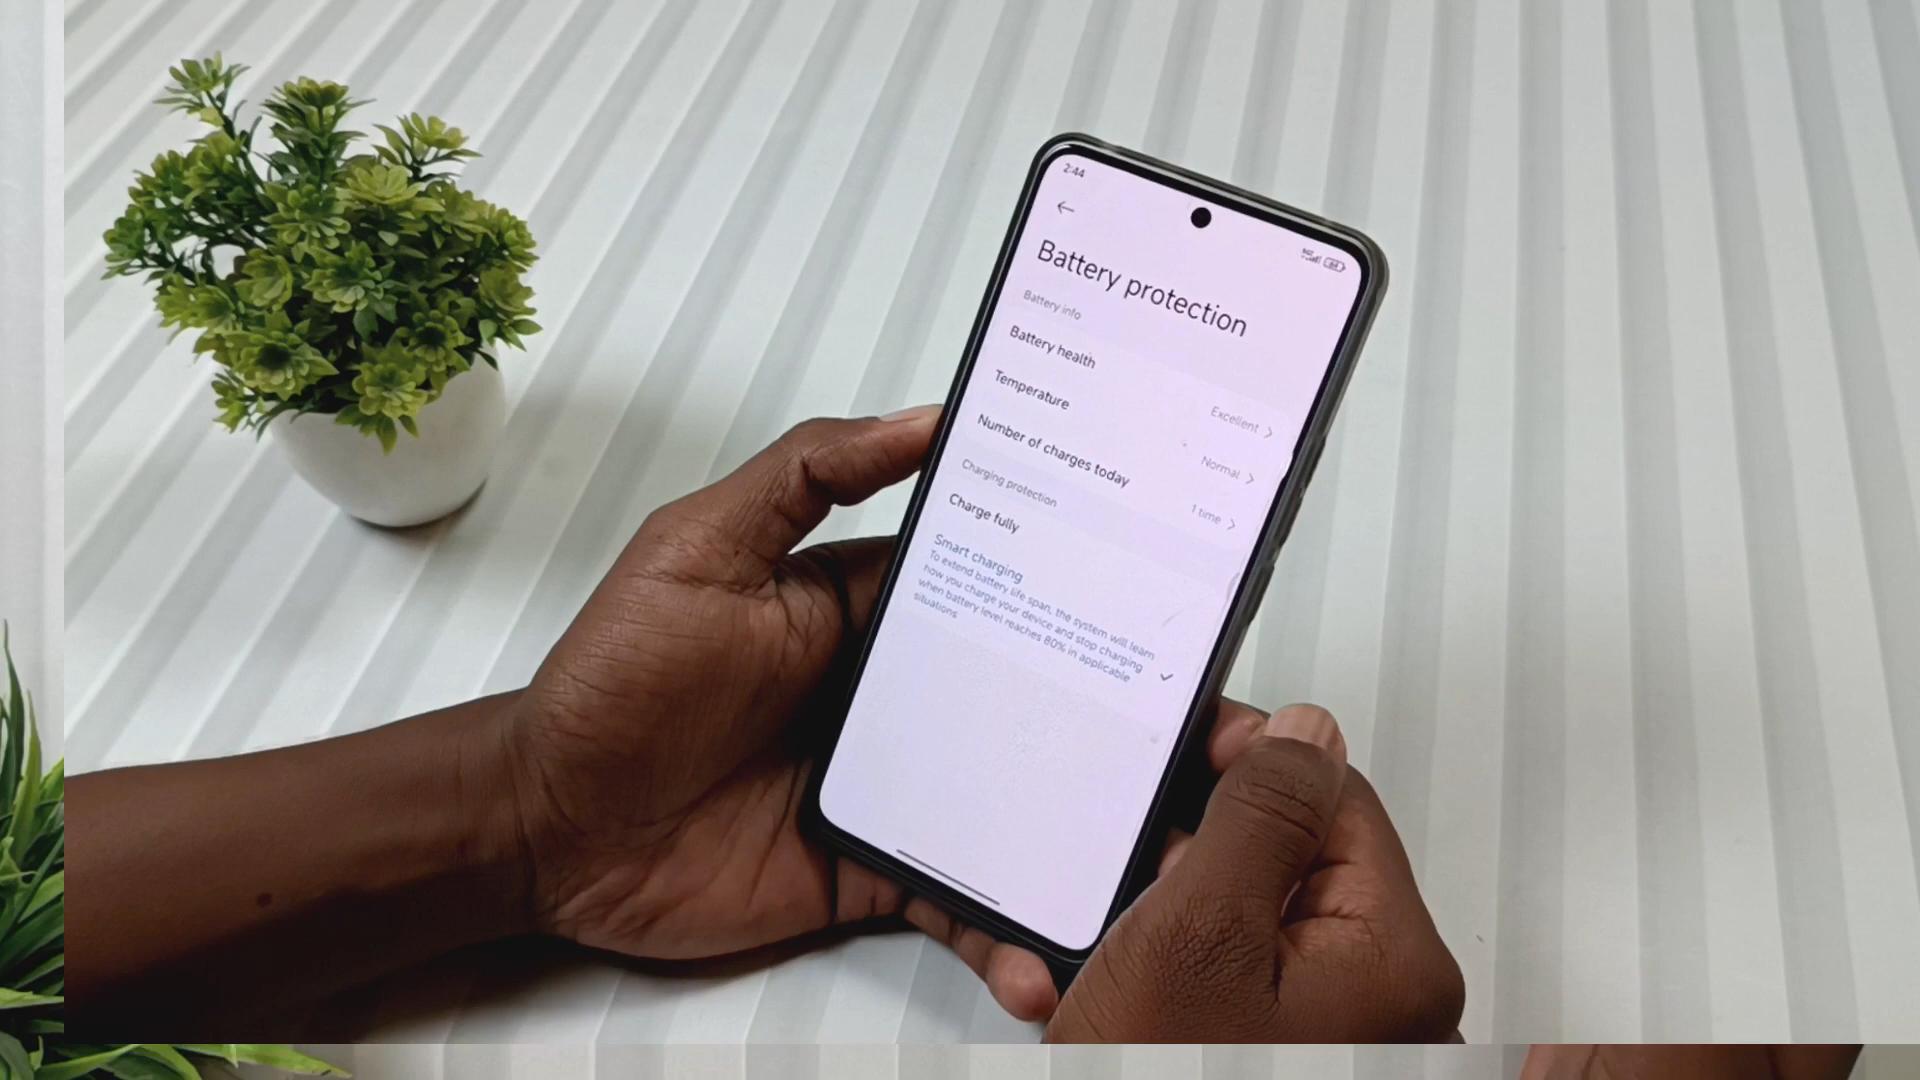 2:44
64
Battery protection
Battery info
Battery health
Excellent
Temperature
Normal
Number of charges today
1 time
Charging protection
Charge fully
Smart charging
To extend battery life span, the system will learn
how you charge your device and stop charging
when battery level reaches 80% in applicable
situations